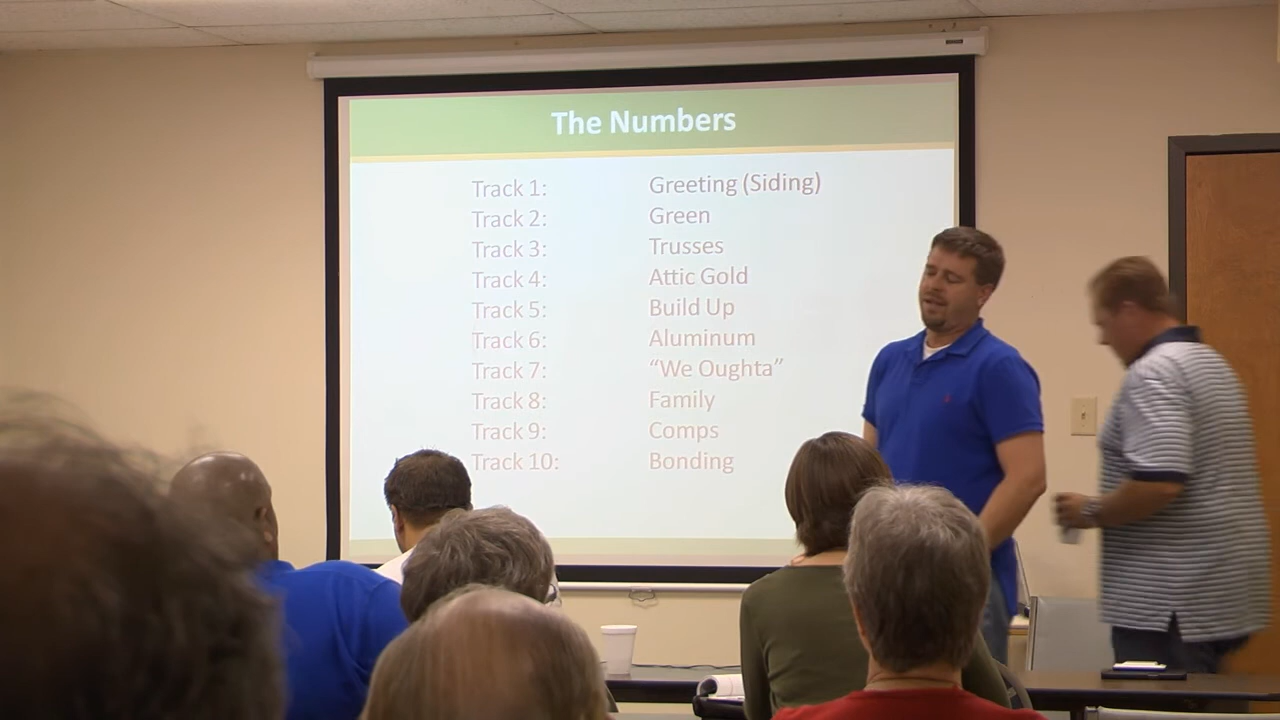 The Numbers
Track 1: Greeting (Siding)
Track 2: Green
Track 3: Trusses
Track 4: Attic Gold
Track 5: Build Up
Track 6: Aluminum
Track 7: “We Oughta”
Track 8: Family
Track 9: Comps
Track 10: Bonding